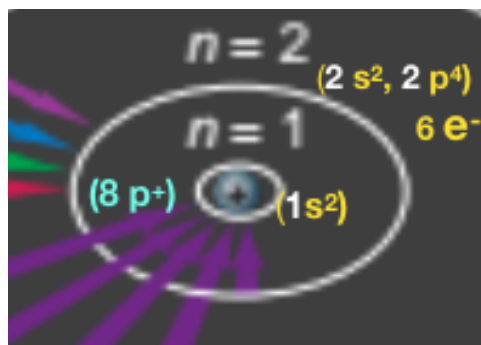 n = 2
(2 s², 2 p⁴)
6 e⁻
n = 1
(8 p⁺)
+
(1s²)